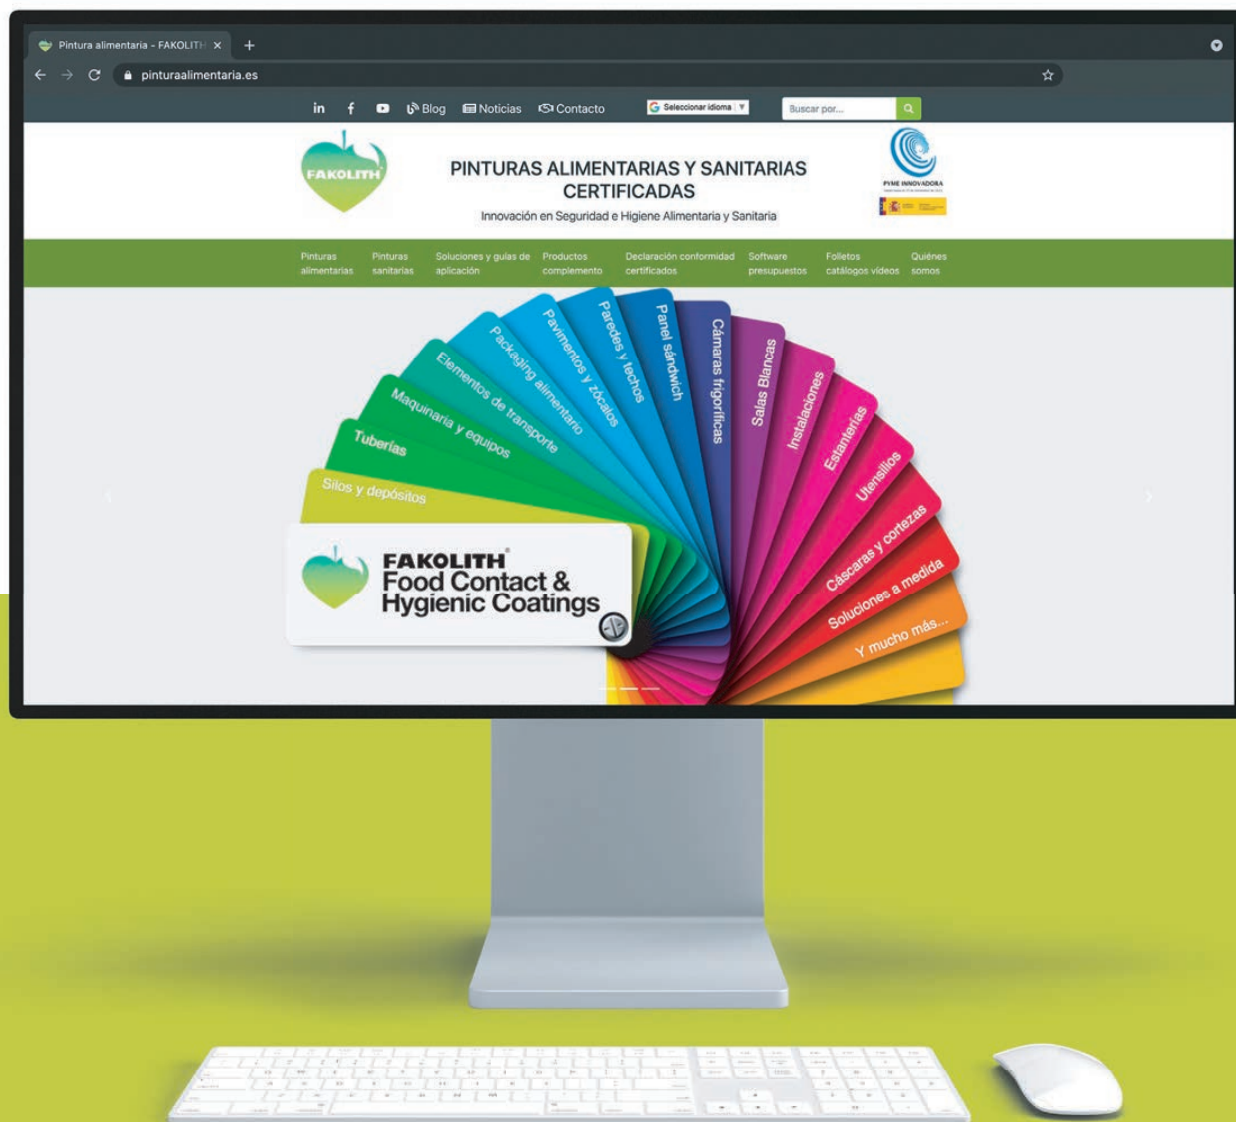 Pintura alimentaria - FAKOLITH
pinturaalimentaria.es
in f Blog Noticias Contacto
Seleccionar idioma
Buscar por...
FAKOLITH
PINTURAS ALIMENTARIAS Y SANITARIAS
CERTIFICADAS
Innovación en Seguridad e Higiene Alimentaria y Sanitaria
PYME INNOVADORA
Pinturas
alimentarias
Pinturas
sanitarias
Soluciones y guías de
aplicación
Productos
complemento
Declaración conformidad
certificados
Software
presupuestos
Folletos
catálogos vídeos
Quiénes
somos
Silos y depósitos
Tuberías
Maquinaria y equipos
Elementos de transporte
Packaging alimentario
Pavimentos y zócalos
Paredes y techos
Panel sándwich
Cámaras frigoríficas
Salas Blancas
Instalaciones
Estanterías
Utensilios
Cáscaras y cortezas
Soluciones a medida
Y mucho más...
FAKOLITH®
Food Contact &
Hygienic Coatings